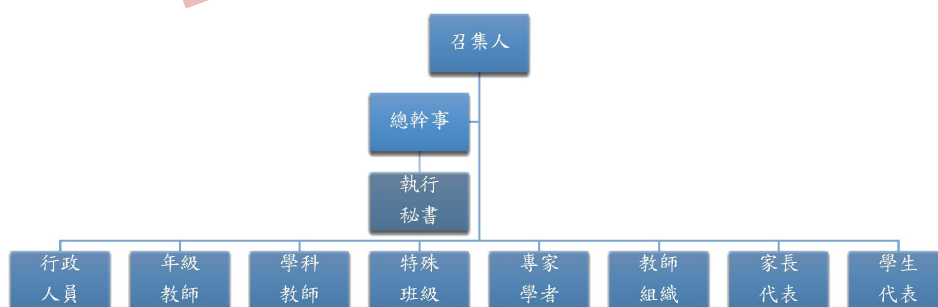 召集人
總幹事
執行
秘書
行政
人員
年級
教師
學科
教師
特殊
班級
專家
學者
教師
組織
家長
代表
學生
代表